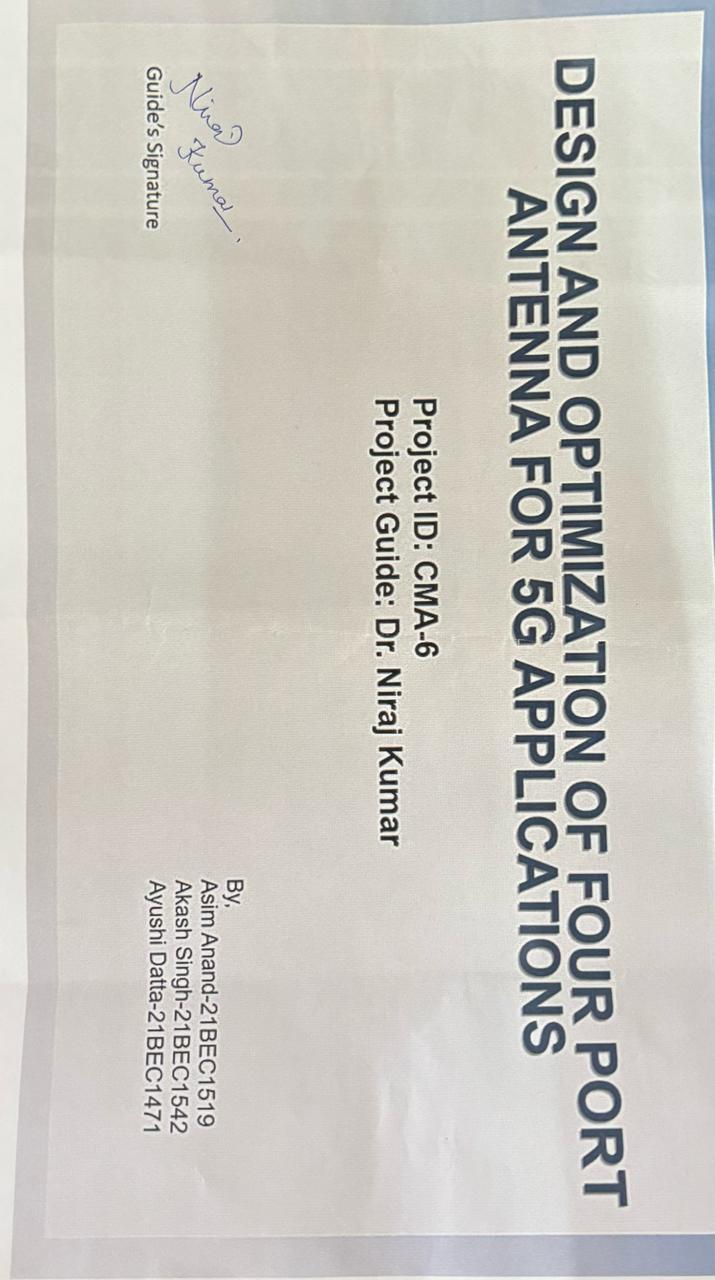 DESIGN AND OPTIMIZATION OF FOUR PORT
ANTENNA FOR 5G APPLICATIONS
Project ID: CMA-6
Project Guide: Dr. Niraj Kumar
Niraj
Kumar
Guide's Signature
By,
Asim Anand-21BEC1519
Akash Singh-21BEC1542
Ayushi Datta-21BEC1471